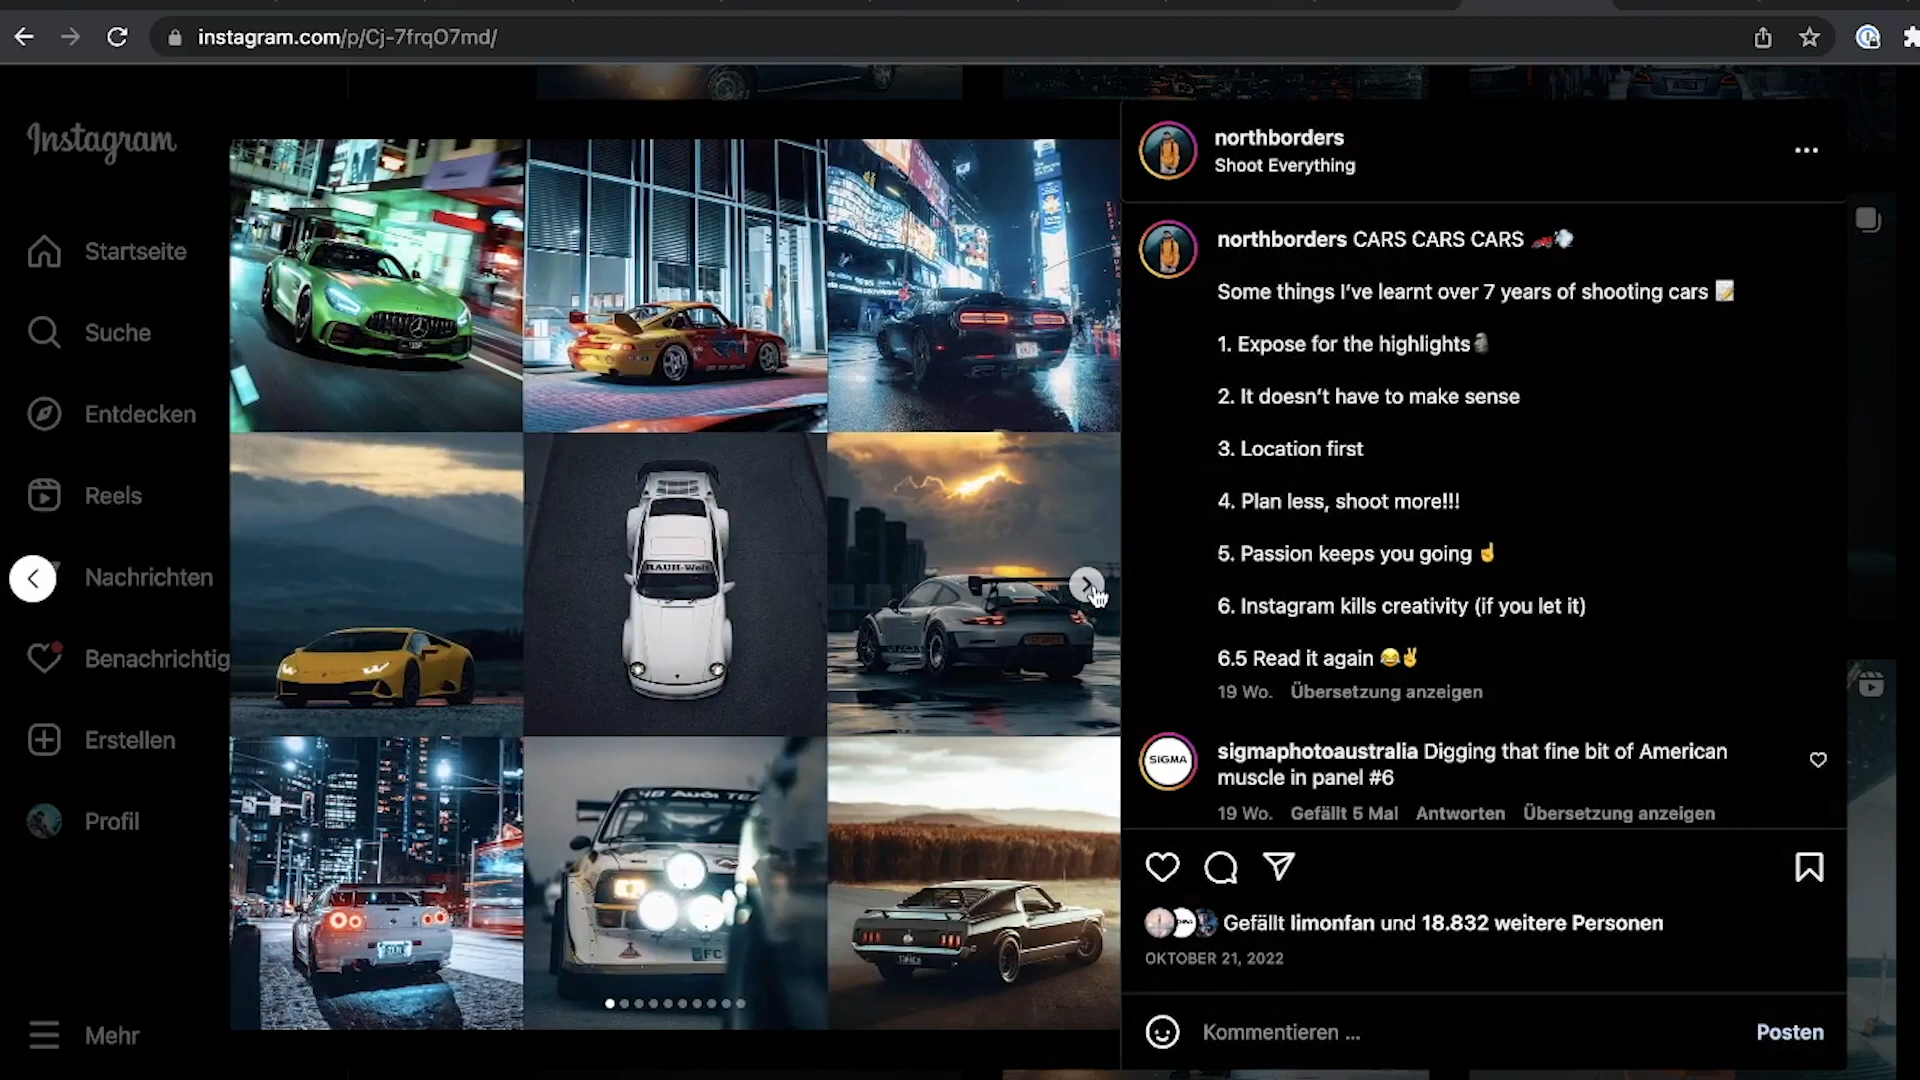 instagram.com/p/Cj-7frqO7md/
Instagram
Startseite
Suche
Entdecken
Reels
Nachrichten
Benachrichtig
Erstellen
Profil
Mehr
RAUH-Welt
northborders
Shoot Everything
northborders CARS CARS CARS 🏎️💨
Some things I've learnt over 7 years of shooting cars 📝
1. Expose for the highlights🗿
2. It doesn't have to make sense
3. Location first
4. Plan less, shoot more!!!
5. Passion keeps you going ☝️
6. Instagram kills creativity (if you let it)
6.5 Read it again 😂✌️
19 Wo. Übersetzung anzeigen
SIGMA
sigmaphotoaustralia Digging that fine bit of American
muscle in panel #6
19 Wo. Gefällt 5 Mal Antworten Übersetzung anzeigen
Gefällt limonfan und 18.832 weitere Personen
OKTOBER 21, 2022
Kommentieren ...
Posten